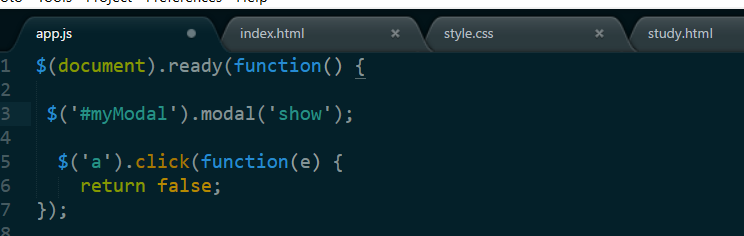 app.js index.html × style.css × study.html
1 $(document).ready(function() {
2
3 $('#myModal').modal('show');
4
5 $('a').click(function(e) {
6 return false;
7 });
8